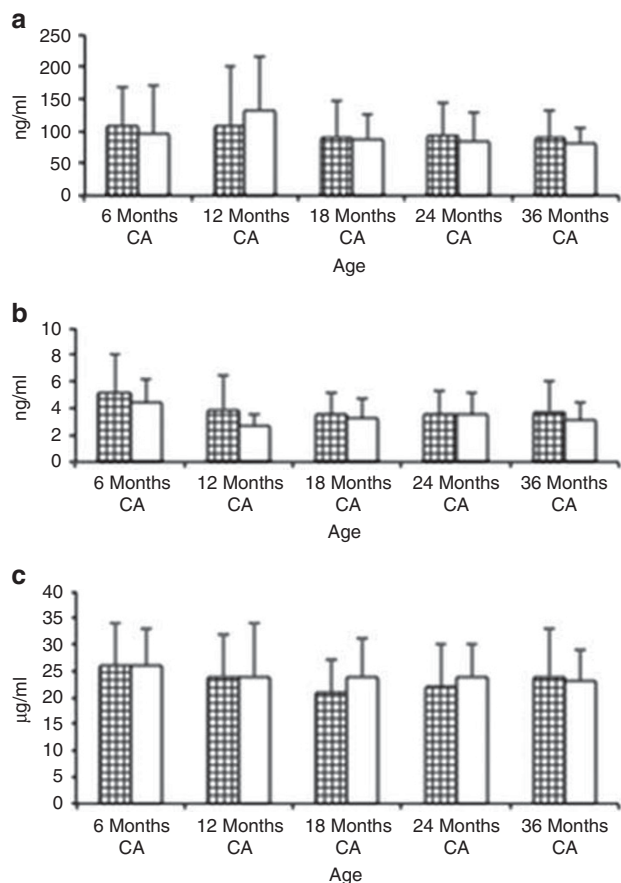 a
250
200
150
100
50
0
ng/ml
6 Months 12 Months 18 Months 24 Months 36 Months
CA CA CA CA CA
Age
b
10
8
6
4
2
0
ng/ml
6 Months 12 Months 18 Months 24 Months 36 Months
CA CA CA CA CA
Age
c
40
35
30
25
20
15
10
5
0
µg/ml
6 Months 12 Months 18 Months 24 Months 36 Months
CA CA CA CA CA
Age